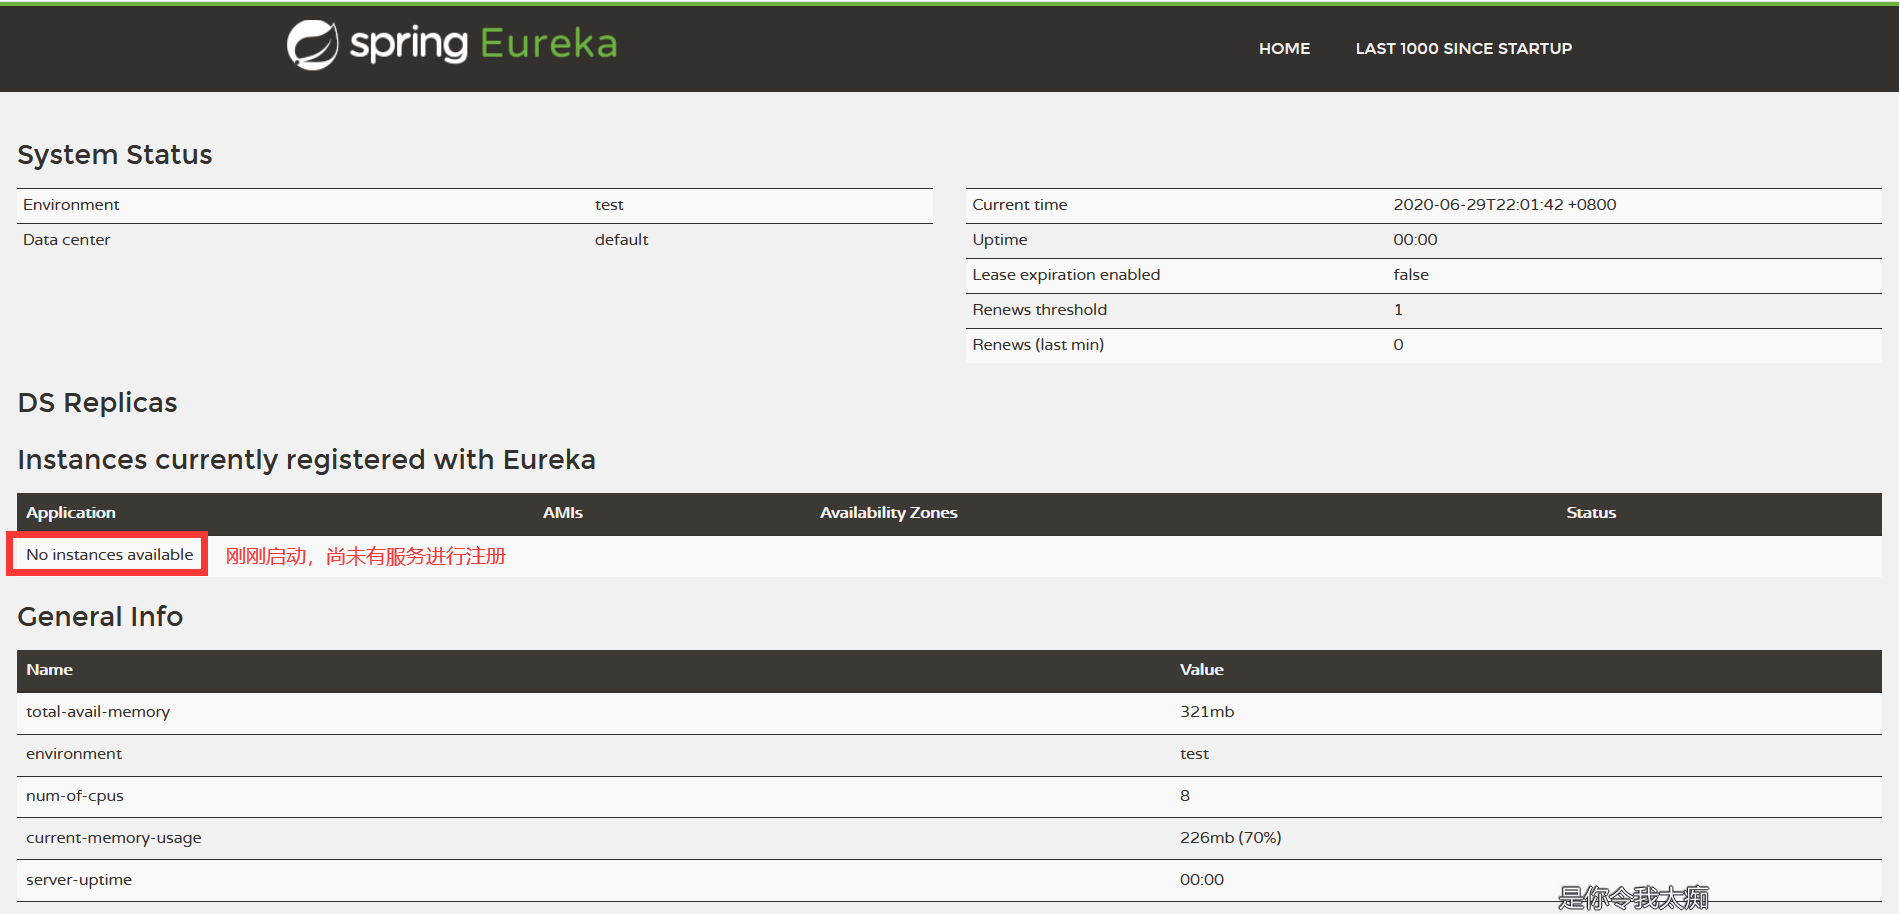 spring Eureka
HOME LAST 1000 SINCE STARTUP
System Status
Environment test
Data center default
Current time 2020-06-29T22:01:42 +0800
Uptime 00:00
Lease expiration enabled false
Renews threshold 1
Renews (last min) 0
DS Replicas
Instances currently registered with Eureka
Application AMIs Availability Zones Status
No instances available 刚刚启动，尚未有服务进行注册
General Info
Name Value
total-avail-memory 321mb
environment test
num-of-cpus 8
current-memory-usage 226mb (70%)
server-uptime 00:00
是你令我太痴